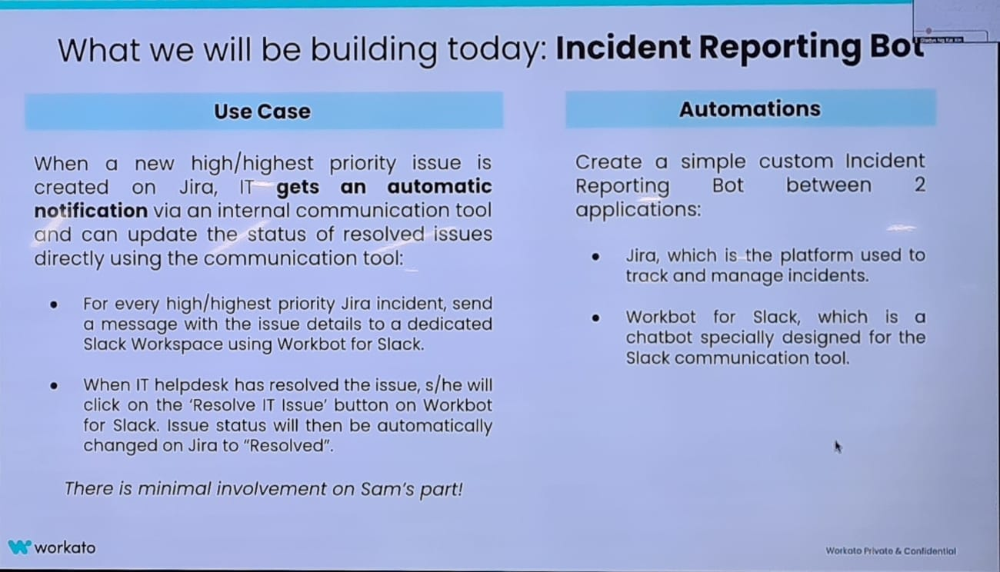 What we will be building today: Incident Reporting Bot
Use Case
When a new high/highest priority issue is
created on Jira, IT gets an automatic
notification via an internal communication tool
and can update the status of resolved issues
directly using the communication tool:
• For every high/highest priority Jira incident, send
a message with the issue details to a dedicated
Slack Workspace using Workbot for Slack.
• When IT helpdesk has resolved the issue, s/he will
click on the ‘Resolve IT Issue’ button on Workbot
for Slack. Issue status will then be automatically
changed on Jira to “Resolved”.
There is minimal involvement on Sam’s part!
Automations
Create a simple custom Incident
Reporting Bot between 2
applications:
• Jira, which is the platform used to
track and manage incidents.
• Workbot for Slack, which is a
chatbot specially designed for the
Slack communication tool.
workato
Workato Private & Confidential